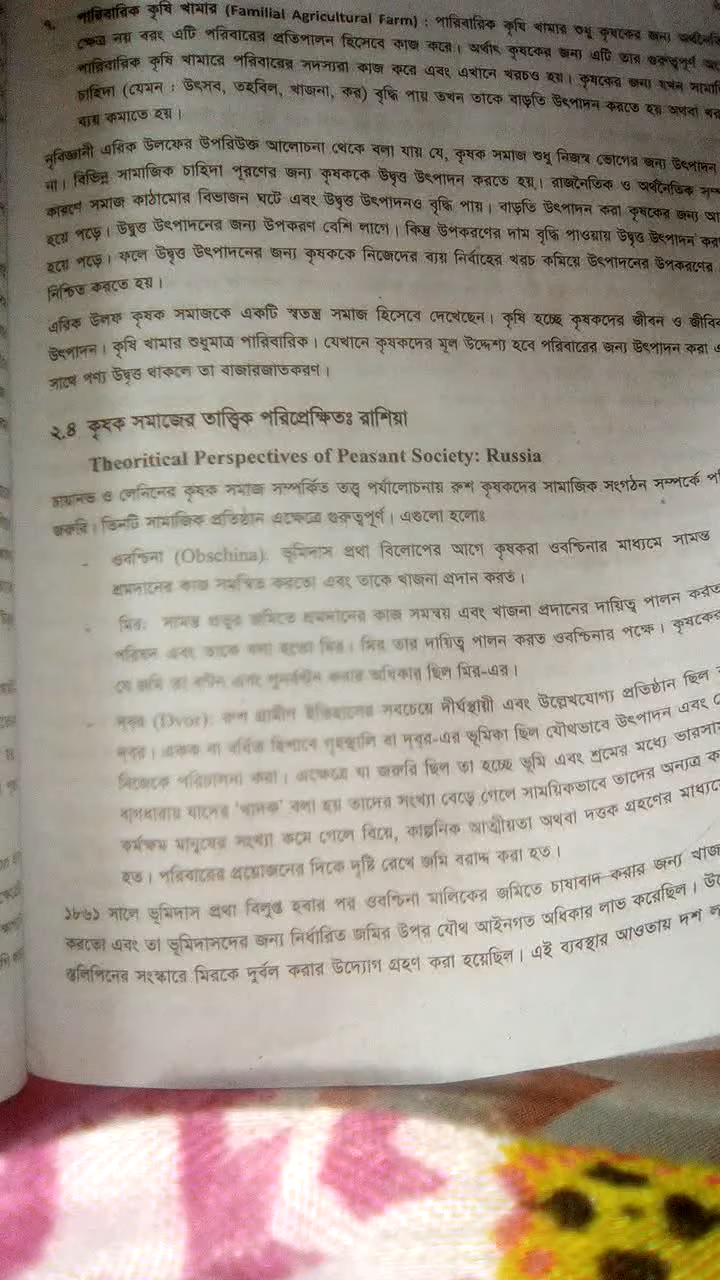 ৭. পারিবারিক কৃষি খামার (Familial Agricultural Farm) : পারিবারিক কৃষি খামার শুধু কৃষকের জন্য
ক্ষেত্র নয় বরং এটি পরিবারের প্রতিপালন হিসেবে কাজ করে। অর্থাৎ কৃষকের জন্য এটি তার গুরুত্বপূর্ণ
পারিবারিক কৃষি খামারে পরিবারের সদস্যরা কাজ করে এবং এখানে খরচও হয়। কৃষকের জন্য যখন
চাহিদা (যেমন : উৎসব, তহবিল, খাজনা, কর) বৃদ্ধি পায় তখন তাকে বাড়তি উৎপাদন করতে হয় অথবা
ব্যয় কমাতে হয়।
নৃবিজ্ঞানী এরিক উলফের উপরিউক্ত আলোচনা থেকে বলা যায় যে, কৃষক সমাজ শুধু নিজস্ব ভোগের জন্য উৎপাদন
না। বিভিন্ন সামাজিক চাহিদা পূরণের জন্য কৃষককে উদ্বৃত্ত উৎপাদন করতে হয়। রাজনৈতিক ও অর্থনৈতিক
কারণে সমাজ কাঠামোর বিভাজন ঘটে এবং উদ্বৃত্ত উৎপাদনও বৃদ্ধি পায়। বাড়তি উৎপাদন করা কৃষকের জন্য
হয়ে পড়ে। উদ্বৃত্ত উৎপাদনের জন্য উপকরণ বেশি লাগে। কিন্তু উপকরণের দাম বৃদ্ধি পাওয়ায় উদ্বৃত্ত উৎপাদন
হয়ে পড়ে। ফলে উদ্বৃত্ত উৎপাদনের জন্য কৃষককে নিজেদের ব্যয় নির্বাহের খরচ কমিয়ে উৎপাদনের উপকরণের
নিশ্চিত করতে হয়।
এরিক উলফ কৃষক সমাজকে একটি স্বতন্ত্র সমাজ হিসেবে দেখেছেন। কৃষি হচ্ছে কৃষকদের জীবন ও
উৎপাদন। কৃষি খামার শুধুমাত্র পারিবারিক। যেখানে কৃষকদের মূল উদ্দেশ্য হবে পরিবারের জন্য উৎপাদন করা
সাথে পণ্য উদ্বৃত্ত থাকলে তা বাজারজাতকরণ।
২.৪ কৃষক সমাজের তাত্ত্বিক পরিপ্রেক্ষিতঃ রাশিয়া
Theoritical Perspectives of Peasant Society: Russia
চায়ানভ ও লেনিনের কৃষক সমাজ সম্পর্কিত তত্ত্ব পর্যালোচনায় রুশ কৃষকদের সামাজিক সংগঠন সম্পর্কে
জরুরি। তিনটি সামাজিক প্রতিষ্ঠান এক্ষেত্রে গুরুত্বপূর্ণ। এগুলো হলোঃ
- ওবশ্চিনা (Obschina): ভূমিদাস প্রথা বিলোপের আগে কৃষকরা ওবশ্চিনার মাধ্যমে সামন্ত
শ্রমদানের কাজ সমন্বিত করতো এবং তাকে খাজনা প্রদান করত।
- মির: সামন্ত প্রভুর জমিতে শ্রমদানের কাজ সমন্বয় এবং খাজনা প্রদানের দায়িত্ব পালন করত
এবং তাকে বলা হতো মির। মির তার দায়িত্ব পালন করত ওবশ্চিনার পক্ষে। কৃষকের
যে জমি তা বন্টন এবং পুনর্বন্টন করার অধিকার ছিল মির-এর।
- দ্ভর (Dvor): রুশ গ্রামীণ ইতিহাসের সবচেয়ে দীর্ঘস্থায়ী এবং উল্লেখযোগ্য প্রতিষ্ঠান ছিল
দ্ভর। একক বা বর্ধিত হিসাবে গৃহস্থালি বা দ্ভর-এর ভূমিকা ছিল যৌথভাবে উৎপাদন এবং
নিজেকে পরিচালনা করা। এক্ষেত্রে যা জরুরি ছিল তা হচ্ছে ভূমি এবং শ্রমের মধ্যে
যাদের ‘খাদক’ বলা হয় তাদের সংখ্যা বেড়ে গেলে সাময়িকভাবে তাদের অন্যত্র
কর্মক্ষম মানুষের সংখ্যা কমে গেলে বিয়ে, কাল্পনিক আত্মীয়তা অথবা দত্তক গ্রহণের মাধ্যমে
হত। পরিবারের প্রয়োজনের দিকে দৃষ্টি রেখে জমি বরাদ্দ করা হত।
১৮৬১ সালে ভূমিদাস প্রথা বিলুপ্ত হবার পর ওবশ্চিনা মালিকের জমিতে চাষাবাদ করার জন্য
করতো এবং তা ভূমিদাসদের জন্য নির্ধারিত জমির উপর যৌথ আইনগত অধিকার লাভ করেছিল।
স্তলিপিনের সংস্কারে মিরকে দুর্বল করার উদ্যোগ গ্রহণ করা হয়েছিল। এই ব্যবস্থার আওতায় দশ